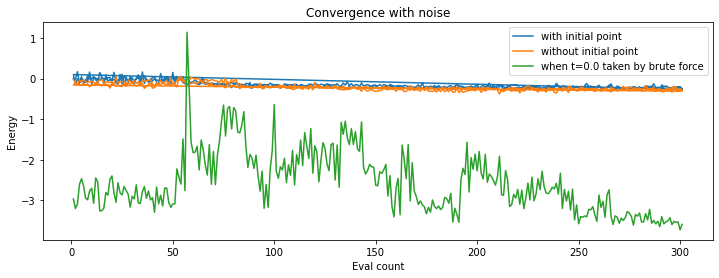 Convergence with noise
with initial point
without initial point
when t=0.0 taken by brute force
Energy
1
0
−1
−2
−3
0 50 100 150 200 250 300
Eval count